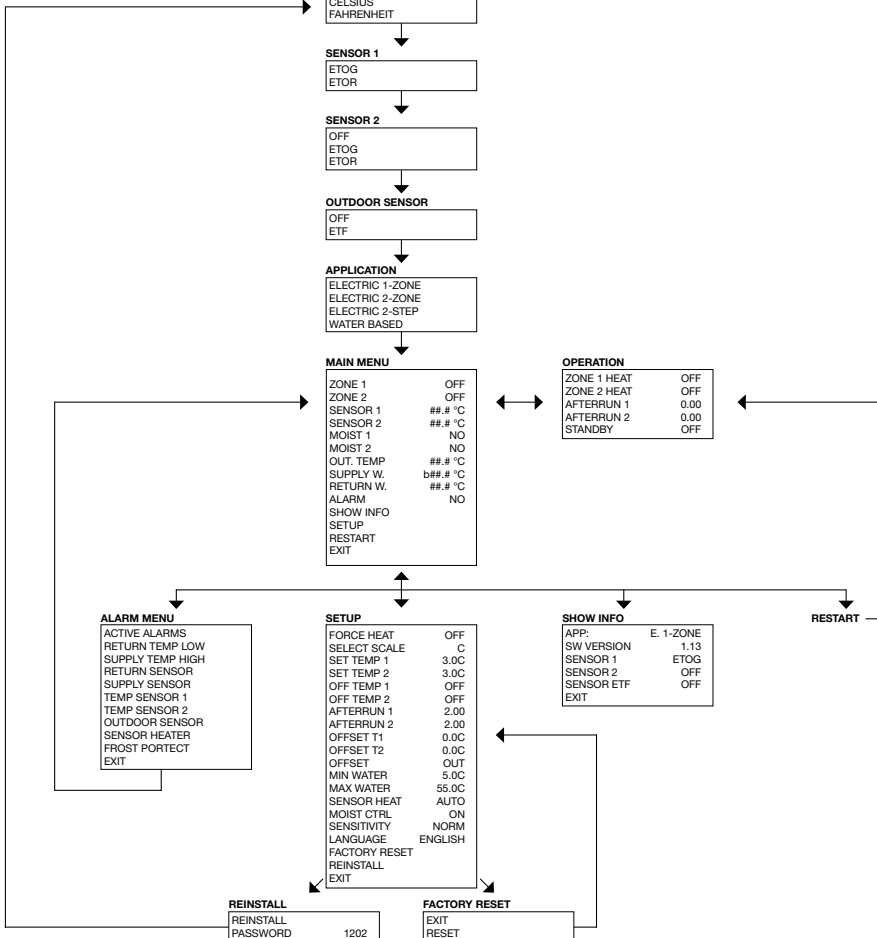 CELSIUS
FAHRENHEIT
SENSOR 1
ETOG
ETOR
SENSOR 2
OFF
ETOG
ETOR
OUTDOOR SENSOR
OFF
ETF
APPLICATION
ELECTRIC 1-ZONE
ELECTRIC 2-ZONE
ELECTRIC 2-STEP
WATER BASED
MAIN MENU
ZONE 1 OFF
ZONE 2 OFF
SENSOR 1 ##.# °C
SENSOR 2 ##.# °C
MOIST 1 NO
MOIST 2 NO
OUT. TEMP ##.# °C
SUPPLY W. b##.# °C
RETURN W. ##.# °C
ALARM NO
SHOW INFO
SETUP
RESTART
EXIT
OPERATION
ZONE 1 HEAT OFF
ZONE 2 HEAT OFF
AFTERRUN 1 0.00
AFTERRUN 2 0.00
STANDBY OFF
ALARM MENU
ACTIVE ALARMS
RETURN TEMP LOW
SUPPLY TEMP HIGH
RETURN SENSOR
SUPPLY SENSOR
TEMP SENSOR 1
TEMP SENSOR 2
OUTDOOR SENSOR
SENSOR HEATER
FROST PORTECT
EXIT
SETUP
FORCE HEAT OFF
SELECT SCALE C
SET TEMP 1 3.0C
SET TEMP 2 3.0C
OFF TEMP 1 OFF
OFF TEMP 2 OFF
AFTERRUN 1 2.00
AFTERRUN 2 2.00
OFFSET T1 0.0C
OFFSET T2 0.0C
OFFSET OUT
MIN WATER 5.0C
MAX WATER 55.0C
SENSOR HEAT AUTO
MOIST CTRL ON
SENSITIVITY NORM
LANGUAGE ENGLISH
FACTORY RESET
REINSTALL
EXIT
SHOW INFO
APP: E. 1-ZONE
SW VERSION 1.13
SENSOR 1 ETOG
SENSOR 2 OFF
SENSOR ETF OFF
EXIT
RESTART
REINSTALL
REINSTALL
PASSWORD 1202
FACTORY RESET
EXIT
RESET